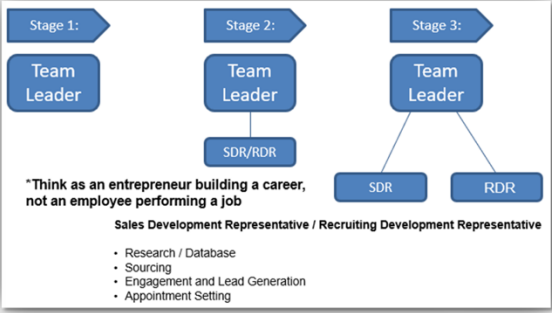 Stage 1:
Stage 2:
Stage 3:
Team
Leader
Team
Leader
Team
Leader
SDR/RDR
SDR
RDR
*Think as an entrepreneur building a career,
not an employee performing a job
Sales Development Representative / Recruiting Development Representative
• Research / Database
• Sourcing
• Engagement and Lead Generation
• Appointment Setting